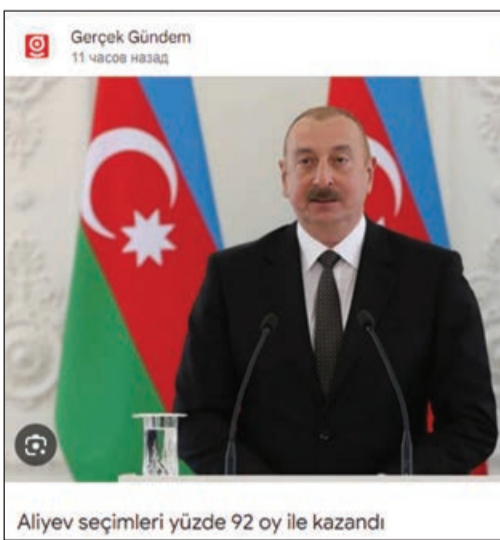 Gerçek Gündem
11 часов назад
Aliyev seçimleri yüzde 92 oy ile kazandı